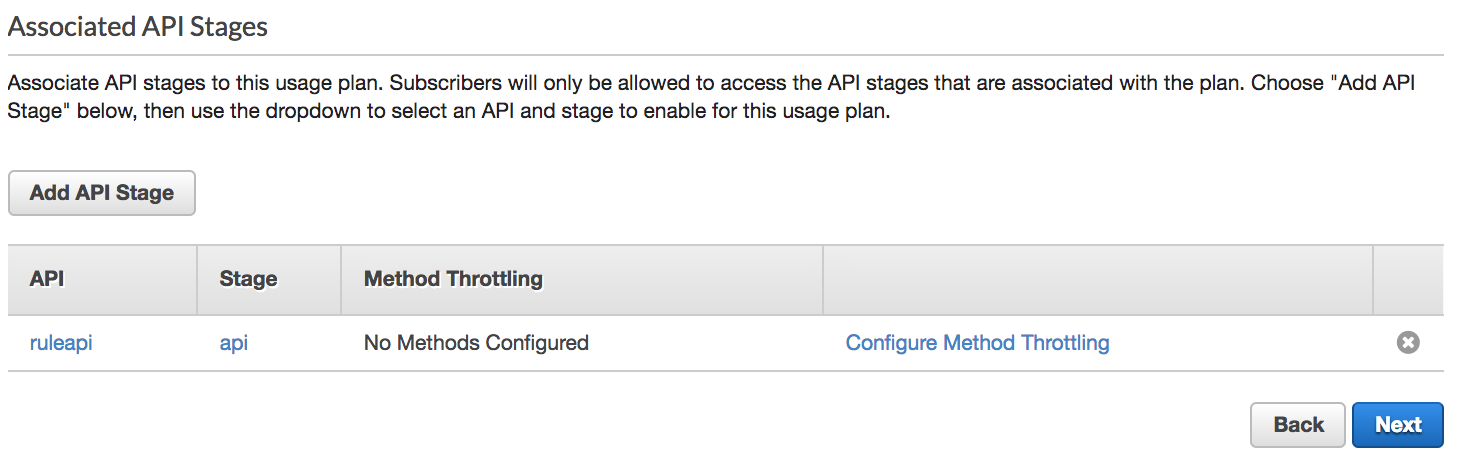 Associated API Stages
Associate API stages to this usage plan. Subscribers will only be allowed to access the API stages that are associated with the plan. Choose "Add API
Stage" below, then use the dropdown to select an API and stage to enable for this usage plan.
Add API Stage
API Stage Method Throttling
ruleapi api No Methods Configured Configure Method Throttling
Back Next